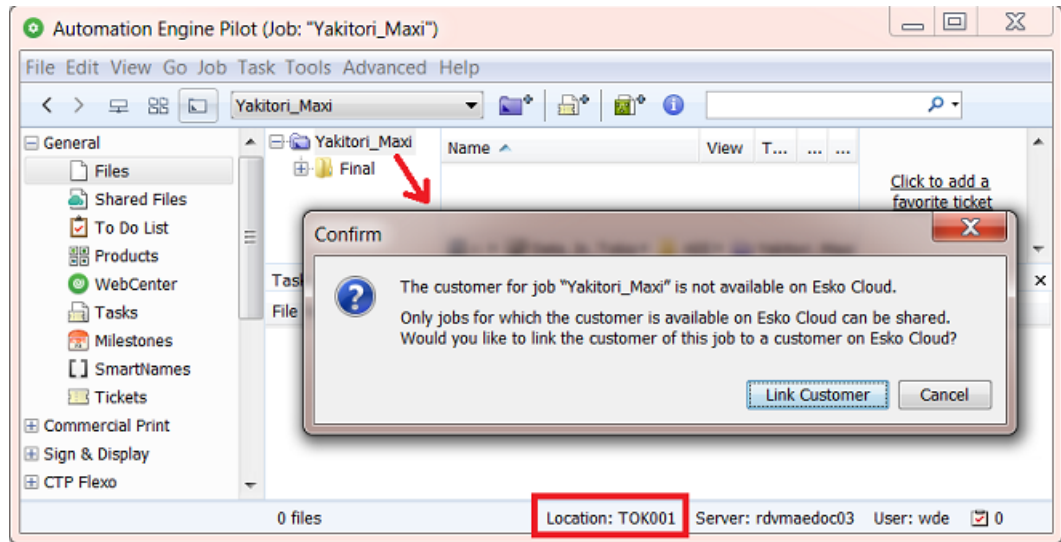 Automation Engine Pilot (Job: "Yakitori_Maxi")
File Edit View Go Job Task Tools Advanced Help
Yakitori_Maxi
General
Files
Shared Files
To Do List
Products
WebCenter
Tasks
Milestones
SmartNames
Tickets
Commercial Print
Sign & Display
CTP Flexo
Yakitori_Maxi
Final
Name View T... ... ...
Click to add a
favorite ticket
File
Confirm
The customer for job "Yakitori_Maxi" is not available on Esko Cloud.
Only jobs for which the customer is available on Esko Cloud can be shared.
Would you like to link the customer of this job to a customer on Esko Cloud?
Link Customer Cancel
0 files Location: TOK001 Server: rdvmaedoc03 User: wde 0